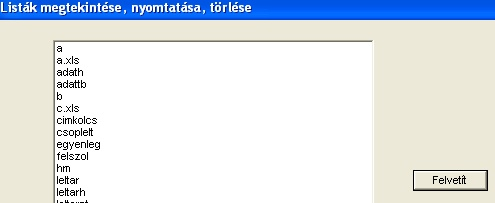 Listák megtekintése, nyomtatása, törlése
a
a.xls
adath
adattb
b
c.xls
cimkolcs
csoplelt
egyenleg
felszol
hm
leltar
leltarh
Felvetít